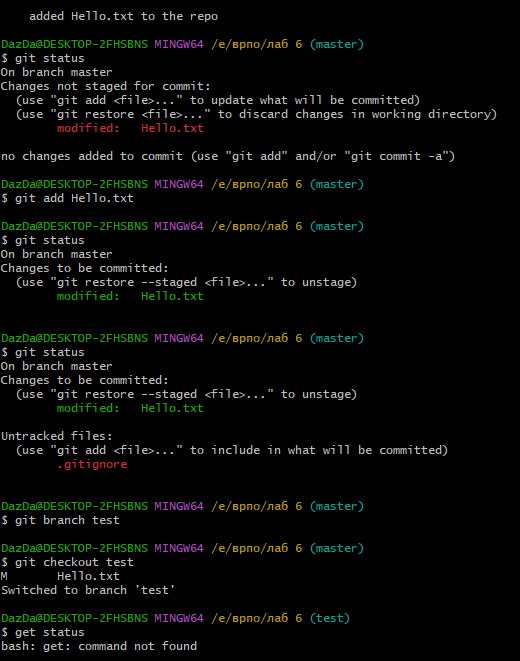 added Hello.txt to the repo
DazDa@DESKTOP-2FHSBNS MINGW64 /e/врпо/лаб 6 (master)
$ git status
On branch master
Changes not staged for commit:
(use "git add <file>..." to update what will be committed)
(use "git restore <file>..." to discard changes in working directory)
modified: Hello.txt
no changes added to commit (use "git add" and/or "git commit -a")
DazDa@DESKTOP-2FHSBNS MINGW64 /e/врпо/лаб 6 (master)
$ git add Hello.txt
DazDa@DESKTOP-2FHSBNS MINGW64 /e/врпо/лаб 6 (master)
$ git status
On branch master
Changes to be committed:
(use "git restore --staged <file>..." to unstage)
modified: Hello.txt
DazDa@DESKTOP-2FHSBNS MINGW64 /e/врпо/лаб 6 (master)
$ git status
On branch master
Changes to be committed:
(use "git restore --staged <file>..." to unstage)
modified: Hello.txt
Untracked files:
(use "git add <file>..." to include in what will be committed)
.gitignore
DazDa@DESKTOP-2FHSBNS MINGW64 /e/врпо/лаб 6 (master)
$ git branch test
DazDa@DESKTOP-2FHSBNS MINGW64 /e/врпо/лаб 6 (master)
$ git checkout test
M Hello.txt
Switched to branch 'test'
DazDa@DESKTOP-2FHSBNS MINGW64 /e/врпо/лаб 6 (test)
$ get status
bash: get: command not found